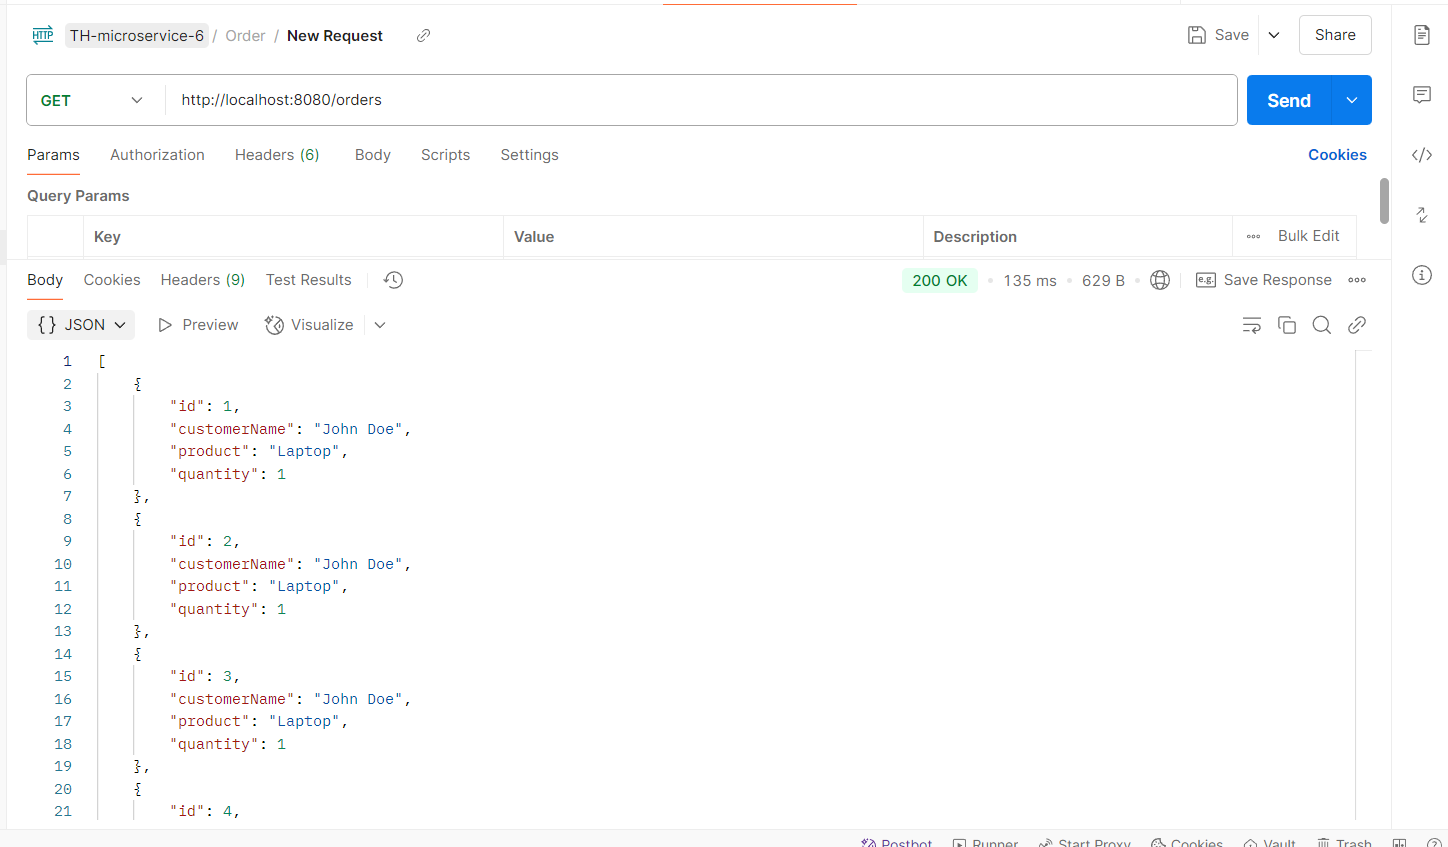 HTTP TH-microservice-6 / Order / New Request Save Share
GET http://localhost:8080/orders Send
Params Authorization Headers (6) Body Scripts Settings Cookies
Query Params
Key Value Description Bulk Edit
Body Cookies Headers (9) Test Results 200 OK 135 ms 629 B e.g. Save Response
{} JSON Preview Visualize
1 [
2 {
3 "id": 1,
4 "customerName": "John Doe",
5 "product": "Laptop",
6 "quantity": 1
7 },
8 {
9 "id": 2,
10 "customerName": "John Doe",
11 "product": "Laptop",
12 "quantity": 1
13 },
14 {
15 "id": 3,
16 "customerName": "John Doe",
17 "product": "Laptop",
18 "quantity": 1
19 },
20 {
21 "id": 4,
Postbot Runner Start Proxy Cookies Vault Trash